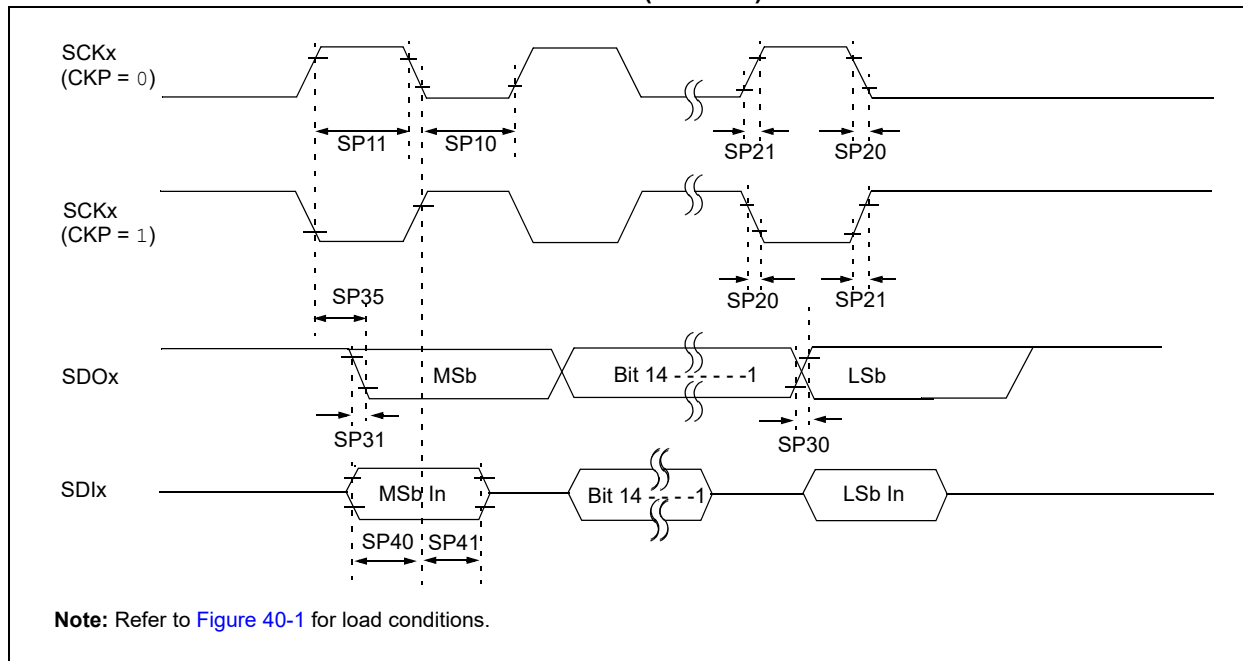 SCKx
(CKP = 0)
SP11
SP10
SP21
SP20
SCKx
(CKP = 1)
SP35
SP20
SP21
SDOx
MSb
Bit 14 - - - - - -1
LSb
SP31
SP30
SDIx
MSb In
Bit 14 - - - - -1
LSb In
SP40
SP41
Note: Refer to Figure 40-1 for load conditions.